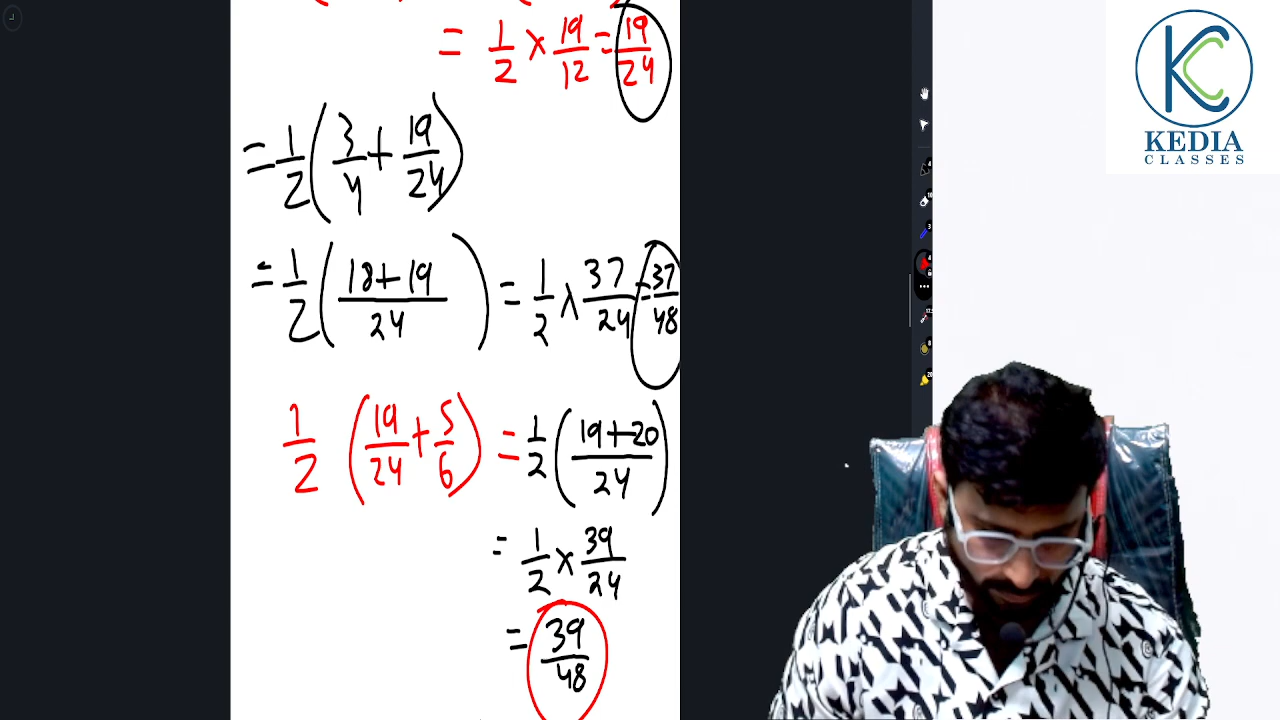 = 1/2 × 19/12 = 19/24
= 1/2 (3/4 + 19/24)
= 1/2 (18+19/24) = 1/2 × 37/24 = 37/48
1/2 (19/24 + 5/6) = 1/2 (19+20/24)
= 1/2 × 39/24
= 39/48
KC
KEDIA
CLASSES